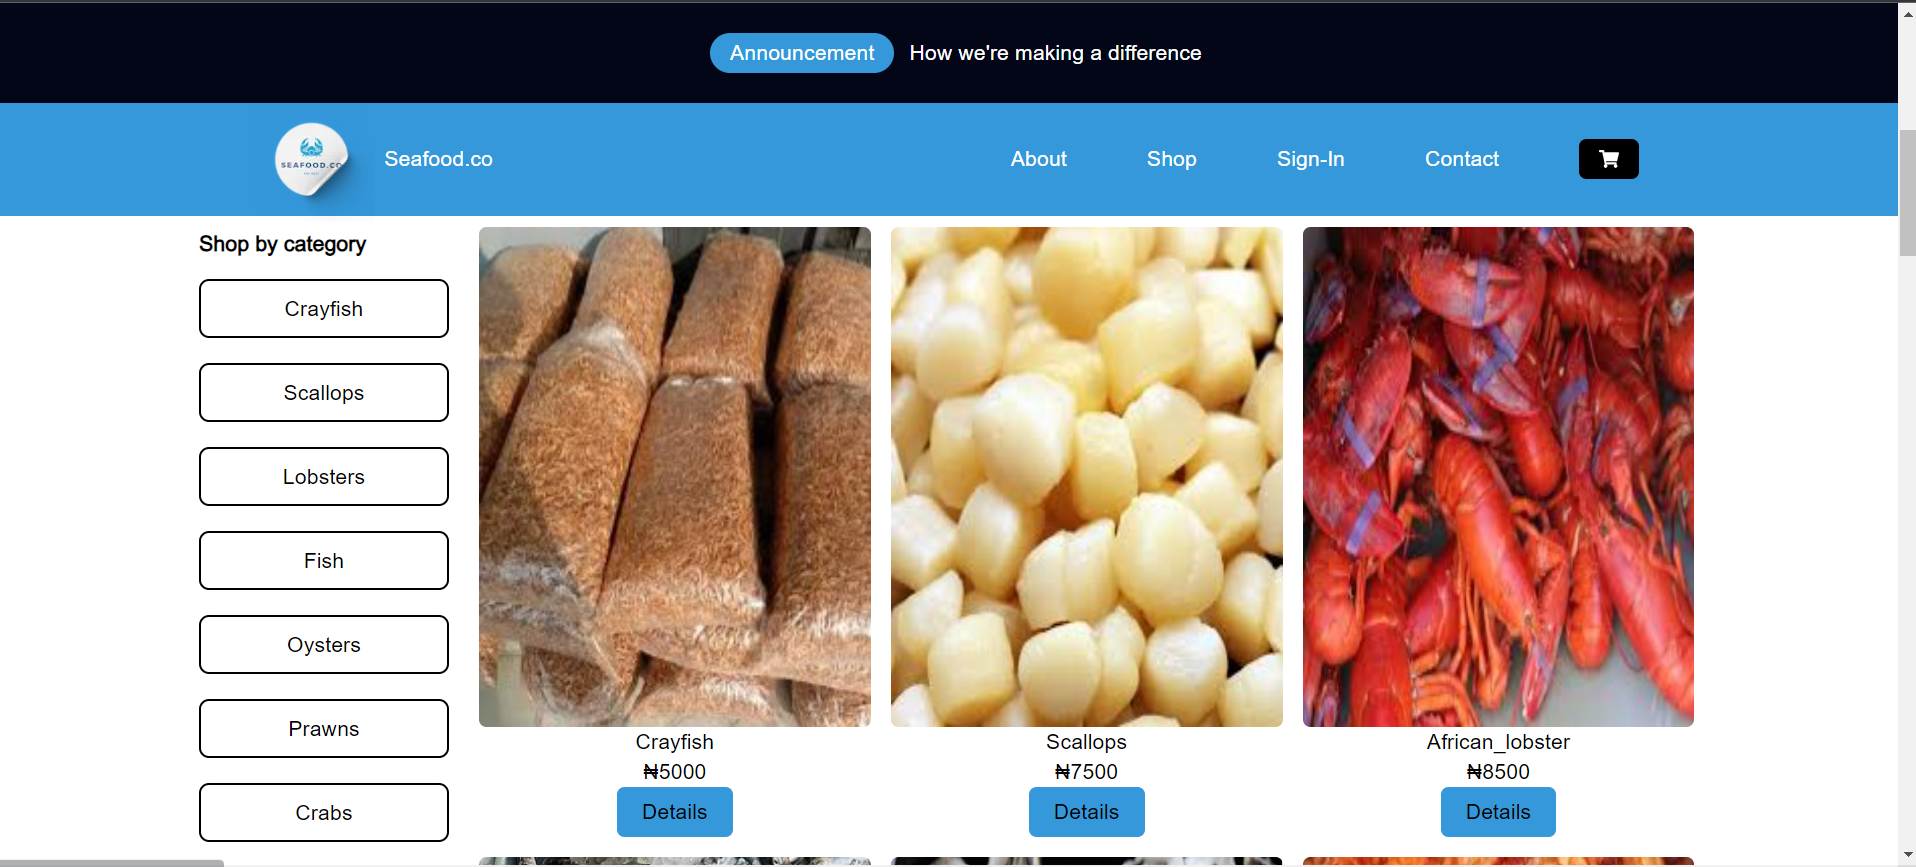 Announcement How we're making a difference
SEAFOOD.CO
Seafood.co About Shop Sign-In Contact
Shop by category
Crayfish
Scallops
Lobsters
Fish
Oysters
Prawns
Crabs
Crayfish
₦5000
Details
Scallops
₦7500
Details
African_lobster
₦8500
Details